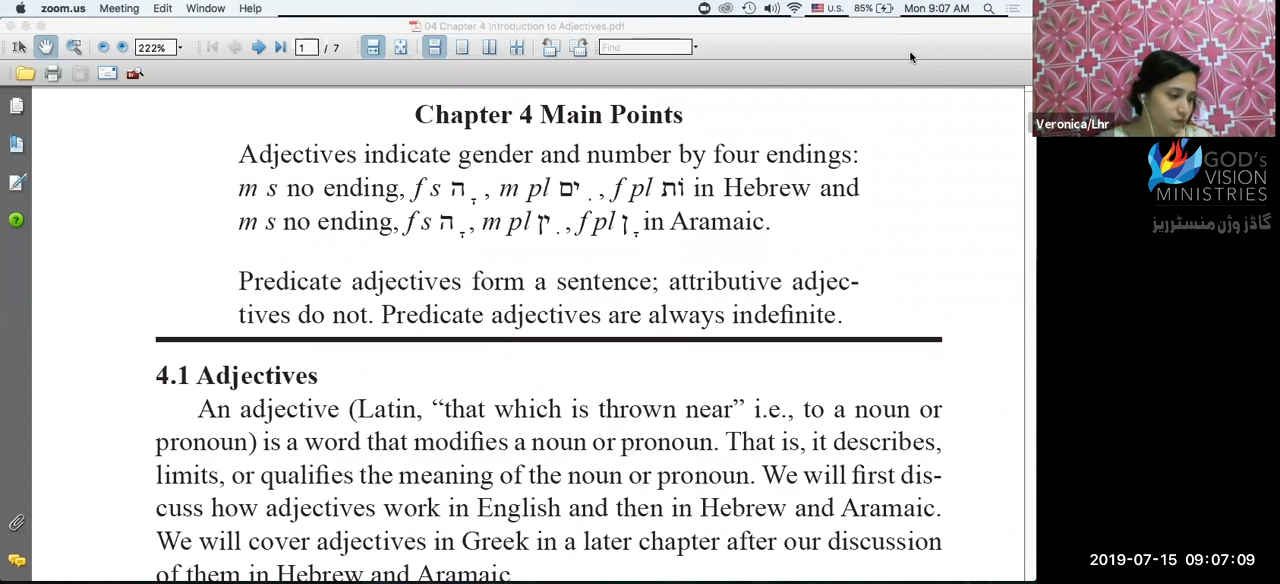 zoom.us Meeting Edit Window Help U.S. 85% Mon 9:07 AM
04 Chapter 4 Introduction to Adjectives.pdf
222% 1 / 7 Find
Chapter 4 Main Points
Adjectives indicate gender and number by four endings:
m s no ending, f s ָה, m pl ִים, f pl וֹת in Hebrew and
m s no ending, f s ָה, m pl ִין, f pl ָן in Aramaic.
Predicate adjectives form a sentence; attributive adjec-
tives do not. Predicate adjectives are always indefinite.
4.1 Adjectives
An adjective (Latin, “that which is thrown near” i.e., to a noun or
pronoun) is a word that modifies a noun or pronoun. That is, it describes,
limits, or qualifies the meaning of the noun or pronoun. We will first dis-
cuss how adjectives work in English and then in Hebrew and Aramaic.
We will cover adjectives in Greek in a later chapter after our discussion
of them in Hebrew and Aramaic
Veronica/Lhr
GOD's
VISION
MINISTRIES
گاڈز وژن منسٹریز
2019-07-15 09:07:09